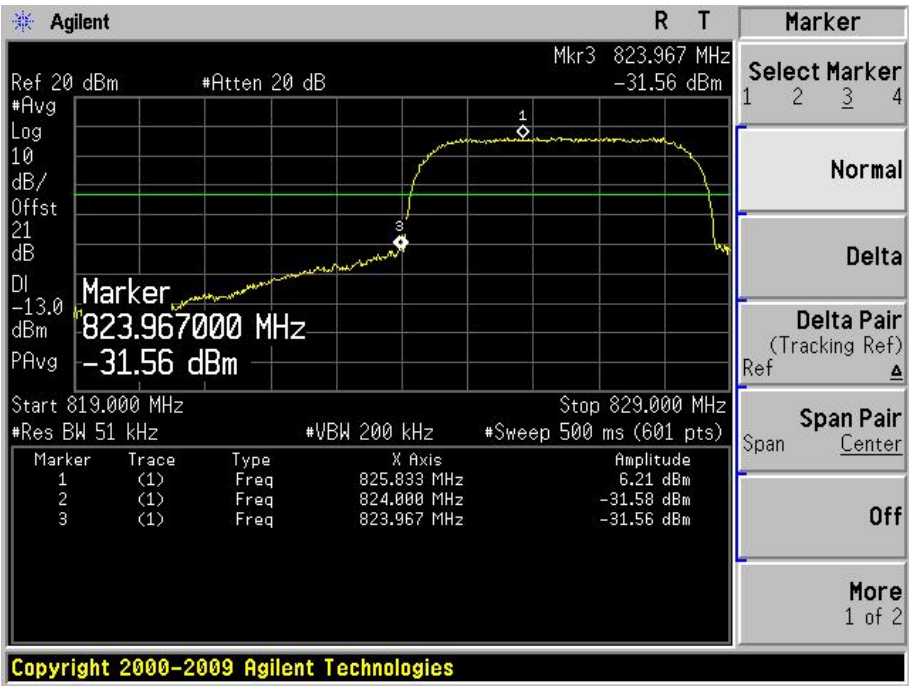 Agilent R T
Mkr3 823.967 MHz
Ref 20 dBm #Atten 20 dB -31.56 dBm
#Avg
Log
10
dB/
Offst
21
dB
DI
-13.0
dBm
PAvg
1
3
Marker
823.967000 MHz
-31.56 dBm
Start 819.000 MHz Stop 829.000 MHz
#Res BW 51 kHz #VBW 200 kHz #Sweep 500 ms (601 pts)
Marker Trace Type X Axis Amplitude
1 (1) Freq 825.833 MHz 6.21 dBm
2 (1) Freq 824.000 MHz -31.58 dBm
3 (1) Freq 823.967 MHz -31.56 dBm
Marker
Select Marker
1 2 3 4
Normal
Delta
Delta Pair
(Tracking Ref)
Ref Δ
Span Pair
Span Center
Off
More
1 of 2
Copyright 2000-2009 Agilent Technologies